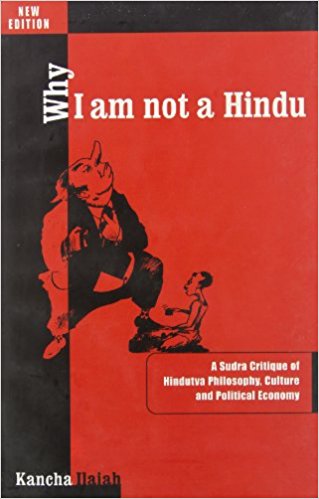 NEW
EDITION
Why
I am not a Hindu
A Sudra Critique of
Hindutva Philosophy, Culture
and Political Economy
Kancha Ilaiah